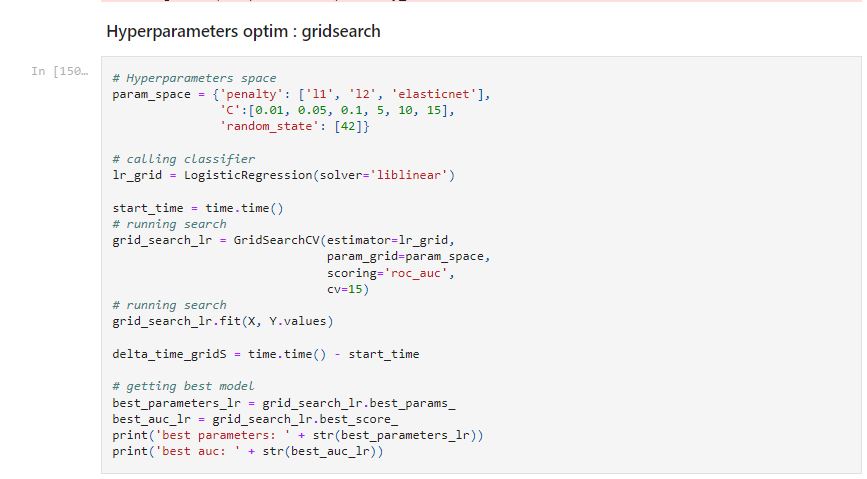 Hyperparameters optim : gridsearch
In [150…
# Hyperparameters space
param_space = {'penalty': ['l1', 'l2', 'elasticnet'],
'C':[0.01, 0.05, 0.1, 5, 10, 15],
'random_state': [42]}
# calling classifier
lr_grid = LogisticRegression(solver='liblinear')
start_time = time.time()
# running search
grid_search_lr = GridSearchCV(estimator=lr_grid,
param_grid=param_space,
scoring='roc_auc',
cv=15)
# running search
grid_search_lr.fit(X, Y.values)
delta_time_gridS = time.time() - start_time
# getting best model
best_parameters_lr = grid_search_lr.best_params_
best_auc_lr = grid_search_lr.best_score_
print('best parameters: ' + str(best_parameters_lr))
print('best auc: ' + str(best_auc_lr))